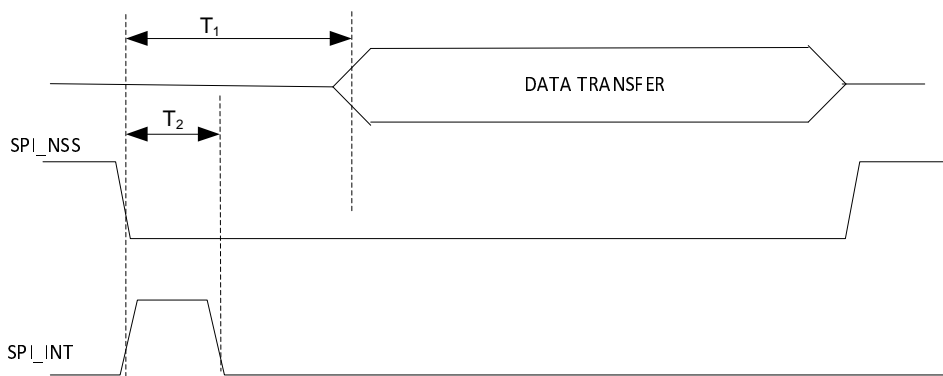 T₁
DATA TRANSFER
T₂
SPI_NSS
SPI_INT